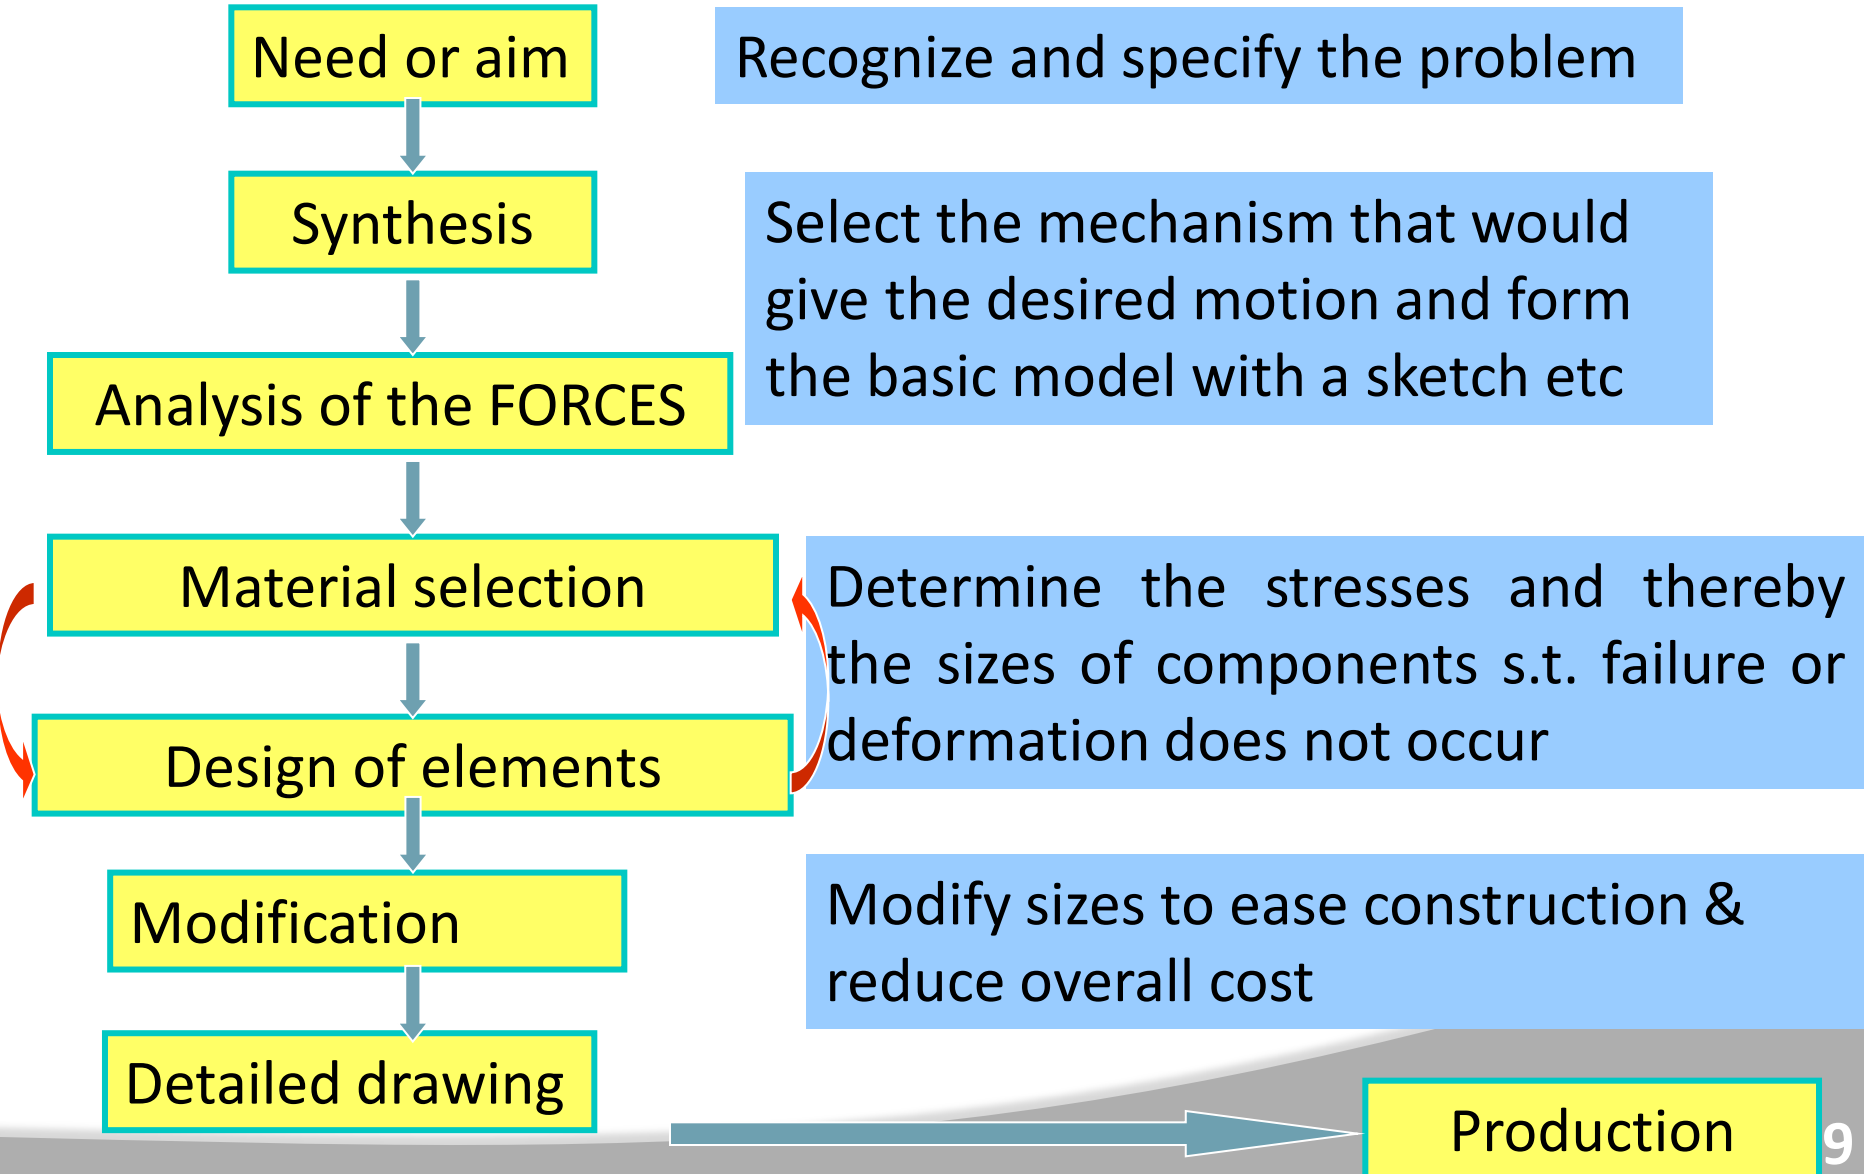 Need or aim
Recognize and specify the problem
Synthesis
Select the mechanism that would
give the desired motion and form
the basic model with a sketch etc
Analysis of the FORCES
Material selection
Determine the stresses and thereby
the sizes of components s.t. failure or
deformation does not occur
Design of elements
Modification
Modify sizes to ease construction &
reduce overall cost
Detailed drawing
Production
9